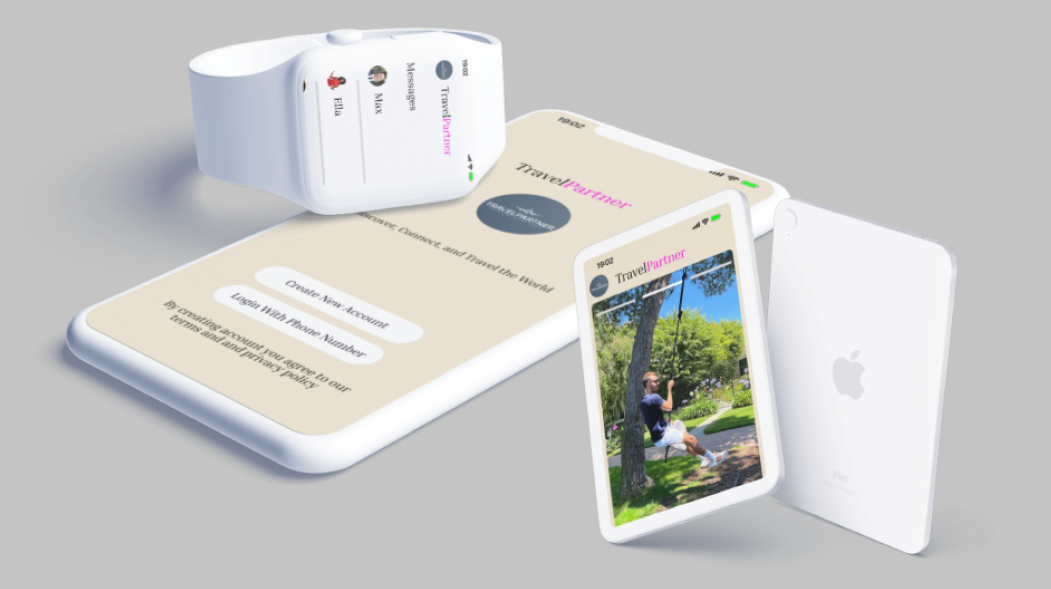 19:02
TravelPartner
Messages
Max
Ella
19:02
TravelPartner
TRAVELPARTNER
Discover, Connect, and Travel the World
Create New Account
Login With Phone Number
By creating account you agree to our
terms and and privacy policy
19:02
TravelPartner
iPad